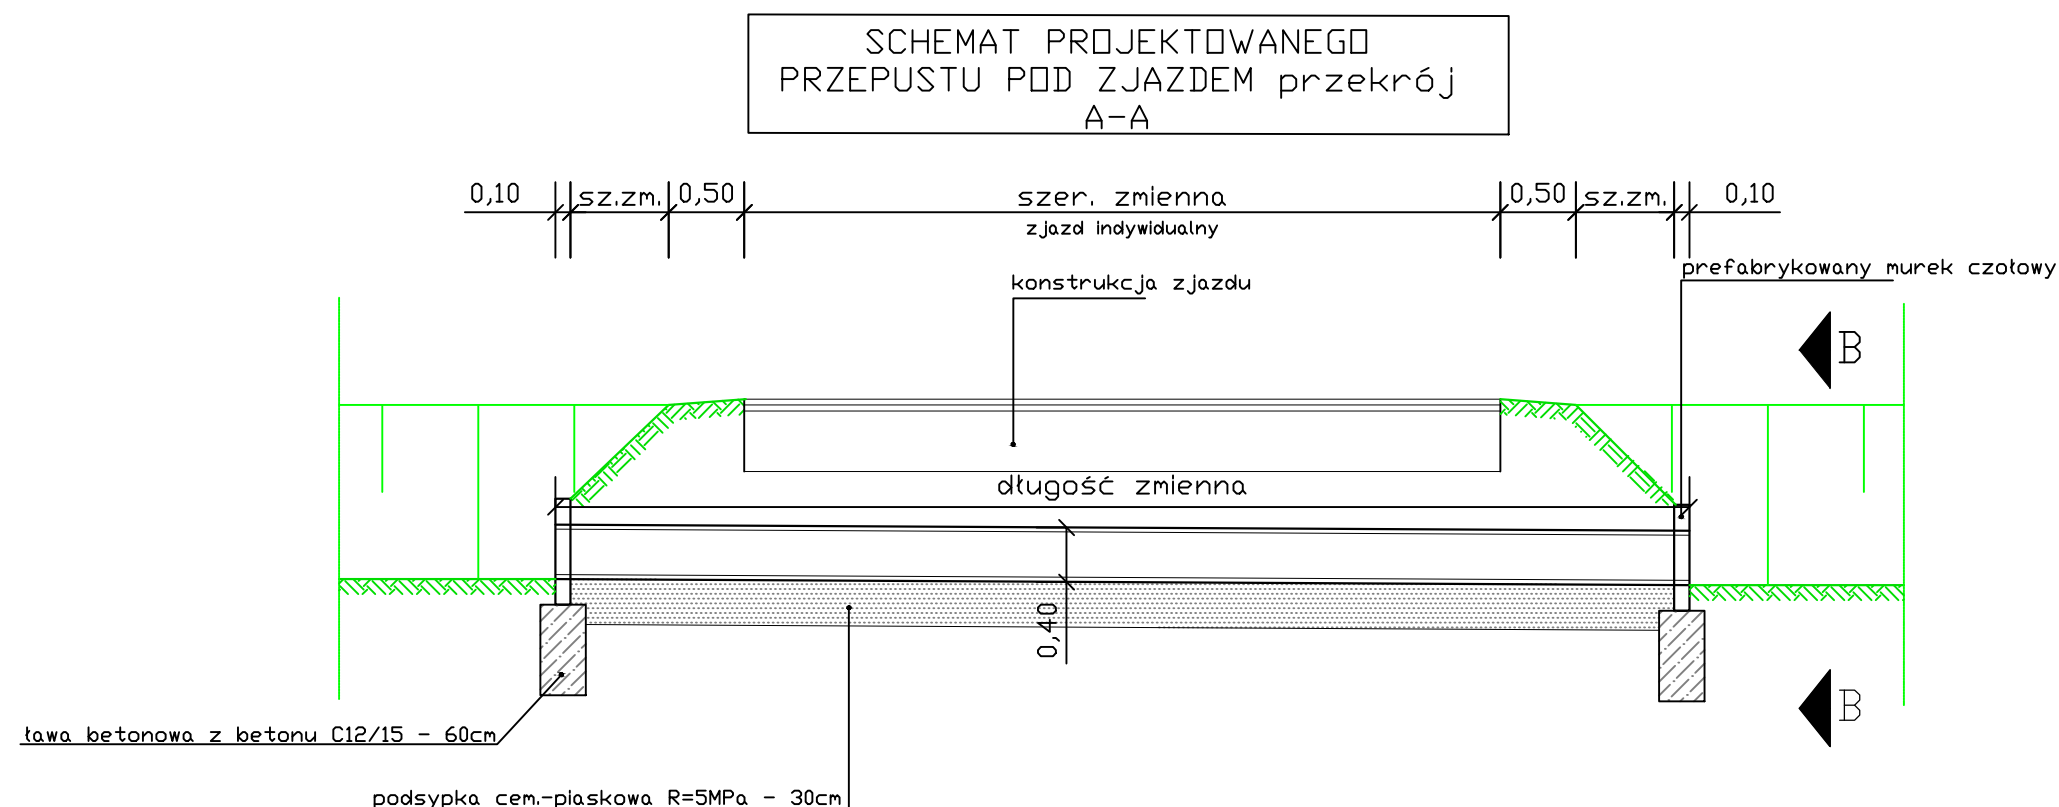 SCHEMAT PROJEKTOWANEGO
PRZEPUSTU POD ZJAZDEM przekrój
A-A
0,10 sz.zm. 0,50 szer. zmienna 0,50 sz.zm. 0,10
zjazd indywidualny
prefabrykowany murek czołowy
konstrukcja zjazdu
B
długość zmienna
0,40
B
ława betonowa z betonu C12/15 - 60cm
podsypka cem.-piaskowa R=5MPa - 30cm